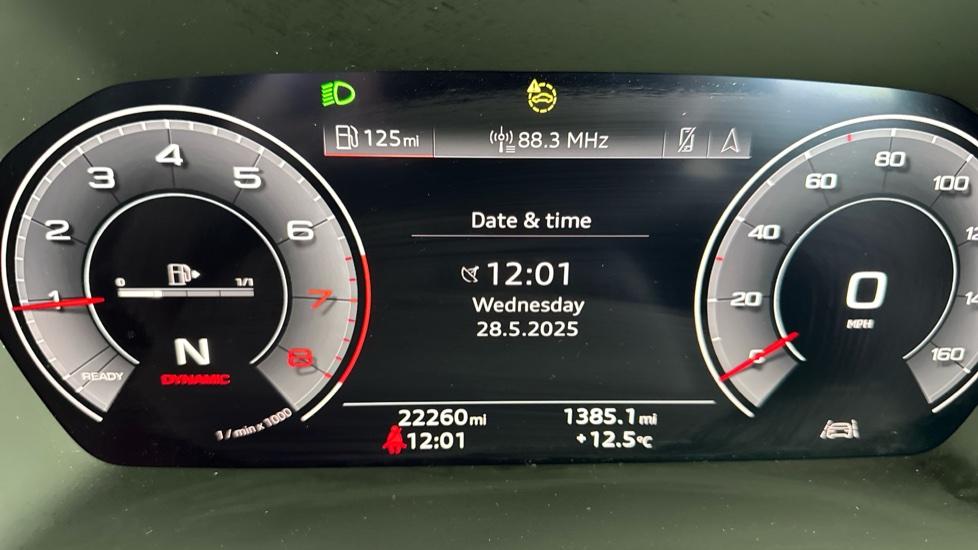 125mi
88.3 MHz
Date & time
12:01
Wednesday
28.5.2025
1
2
3
4
5
6
7
8
READY
1/min x 1000
0
1/1
N
DYNAMIC
0
20
40
60
80
100
160
0
MPH
22260mi
1385.1mi
12:01
+12.5°C